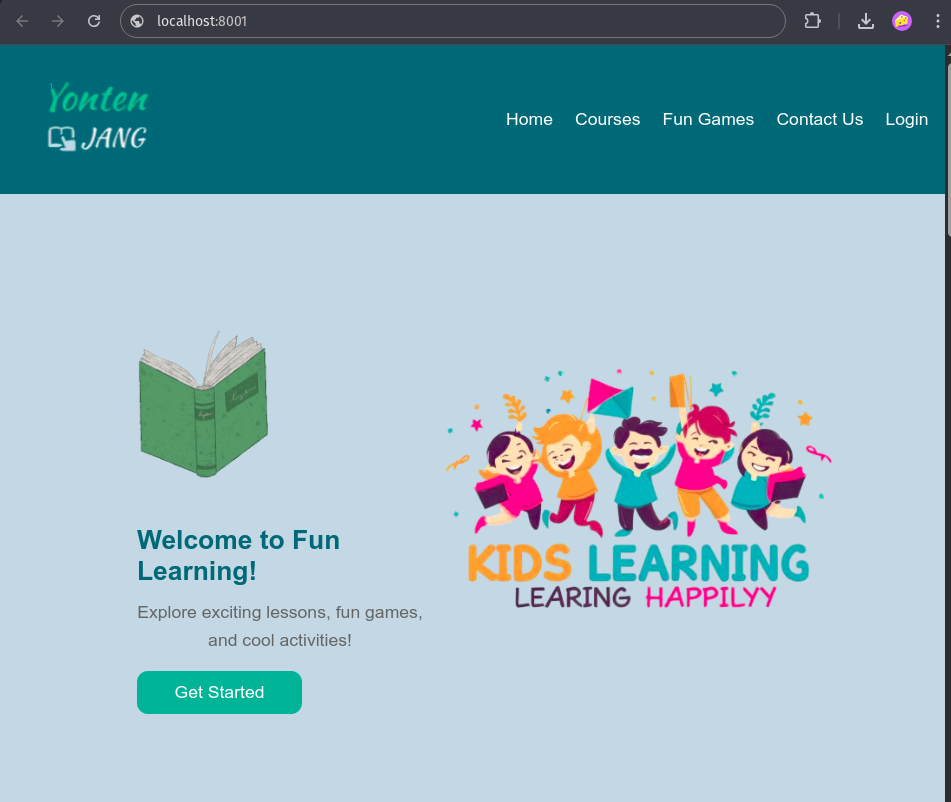 localhost:8001
Yonten
JANG
Home Courses Fun Games Contact Us Login
Welcome to Fun
Learning!
Explore exciting lessons, fun games,
and cool activities!
Get Started
KIDS LEARNING
LEARING HAPPILYY